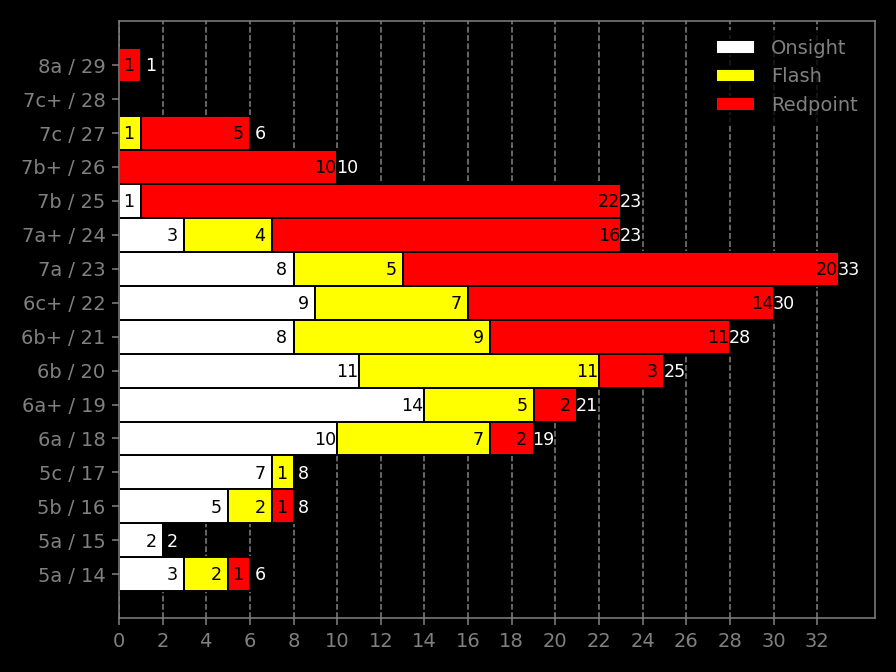 Onsight
Flash
Redpoint
8a / 29 1 1
7c+ / 28
7c / 27 1 5 6
7b+ / 26 10 10
7b / 25 1 22 23
7a+ / 24 3 4 16 23
7a / 23 8 5 20 33
6c+ / 22 9 7 14 30
6b+ / 21 8 9 11 28
6b / 20 11 11 3 25
6a+ / 19 14 5 2 21
6a / 18 10 7 2 19
5c / 17 7 1 8
5b / 16 5 2 1 8
5a / 15 2 2
5a / 14 3 2 1 6
0 2 4 6 8 10 12 14 16 18 20 22 24 26 28 30 32